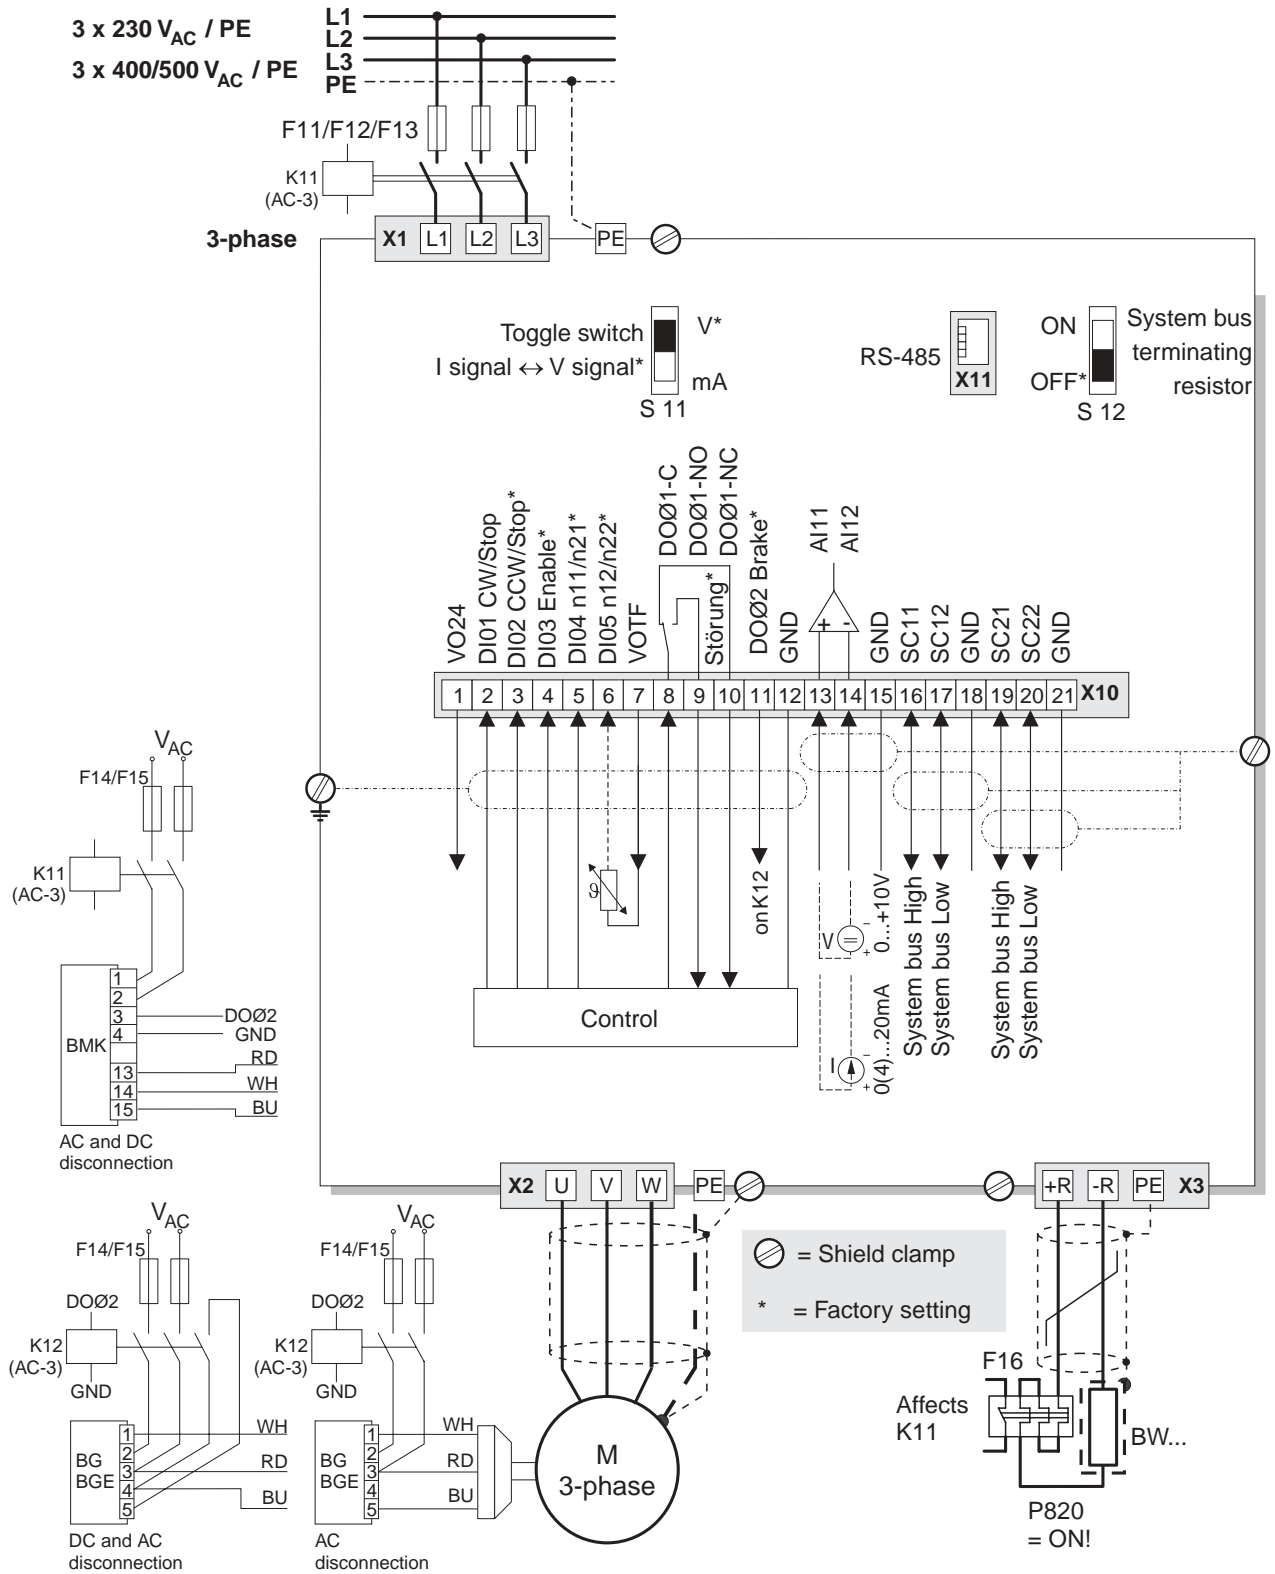 3 x 230 VAC / PE
3 x 400/500 VAC / PE
L1
L2
L3
PE
F11/F12/F13
K11
(AC-3)
3-phase
X1 L1 L2 L3 PE
Toggle switch
I signal ↔ V signal*
V*
mA
S 11
RS-485
X11
ON
OFF*
S 12
System bus
terminating
resistor
VO24
DI01 CW/Stop
DI02 CCW/Stop*
DI03 Enable*
DI04 n11/n21*
DI05 n12/n22*
VOTF
DOØ1-C
DOØ1-NO
Störung*
DOØ1-NC
DOØ2 Brake*
GND
AI11
AI12
+ -
GND
SC11
SC12
GND
SC21
SC22
GND
1 2 3 4 5 6 7 8 9 10 11 12 13 14 15 16 17 18 19 20 21 X10
ϑ
onK12
V
=
-
+
0...+10V
I
-
+
0(4)...20mA
System bus High
System bus Low
System bus High
System bus Low
Control
VAC
F14/F15
K11
(AC-3)
BMK
1
2
3
4
13
14
15
DOØ2
GND
RD
WH
BU
AC and DC
disconnection
X2 U V W PE
+R -R PE X3
VAC
F14/F15
DOØ2
K12
(AC-3)
GND
BG
BGE
1
2
3
4
5
WH
RD
BU
DC and AC
disconnection
VAC
F14/F15
DOØ2
K12
(AC-3)
GND
BG
BGE
1
2
3
4
5
WH
RD
BU
AC
disconnection
M
3-phase
= Shield clamp
* = Factory setting
F16
Affects
K11
BW...
P820
= ON!